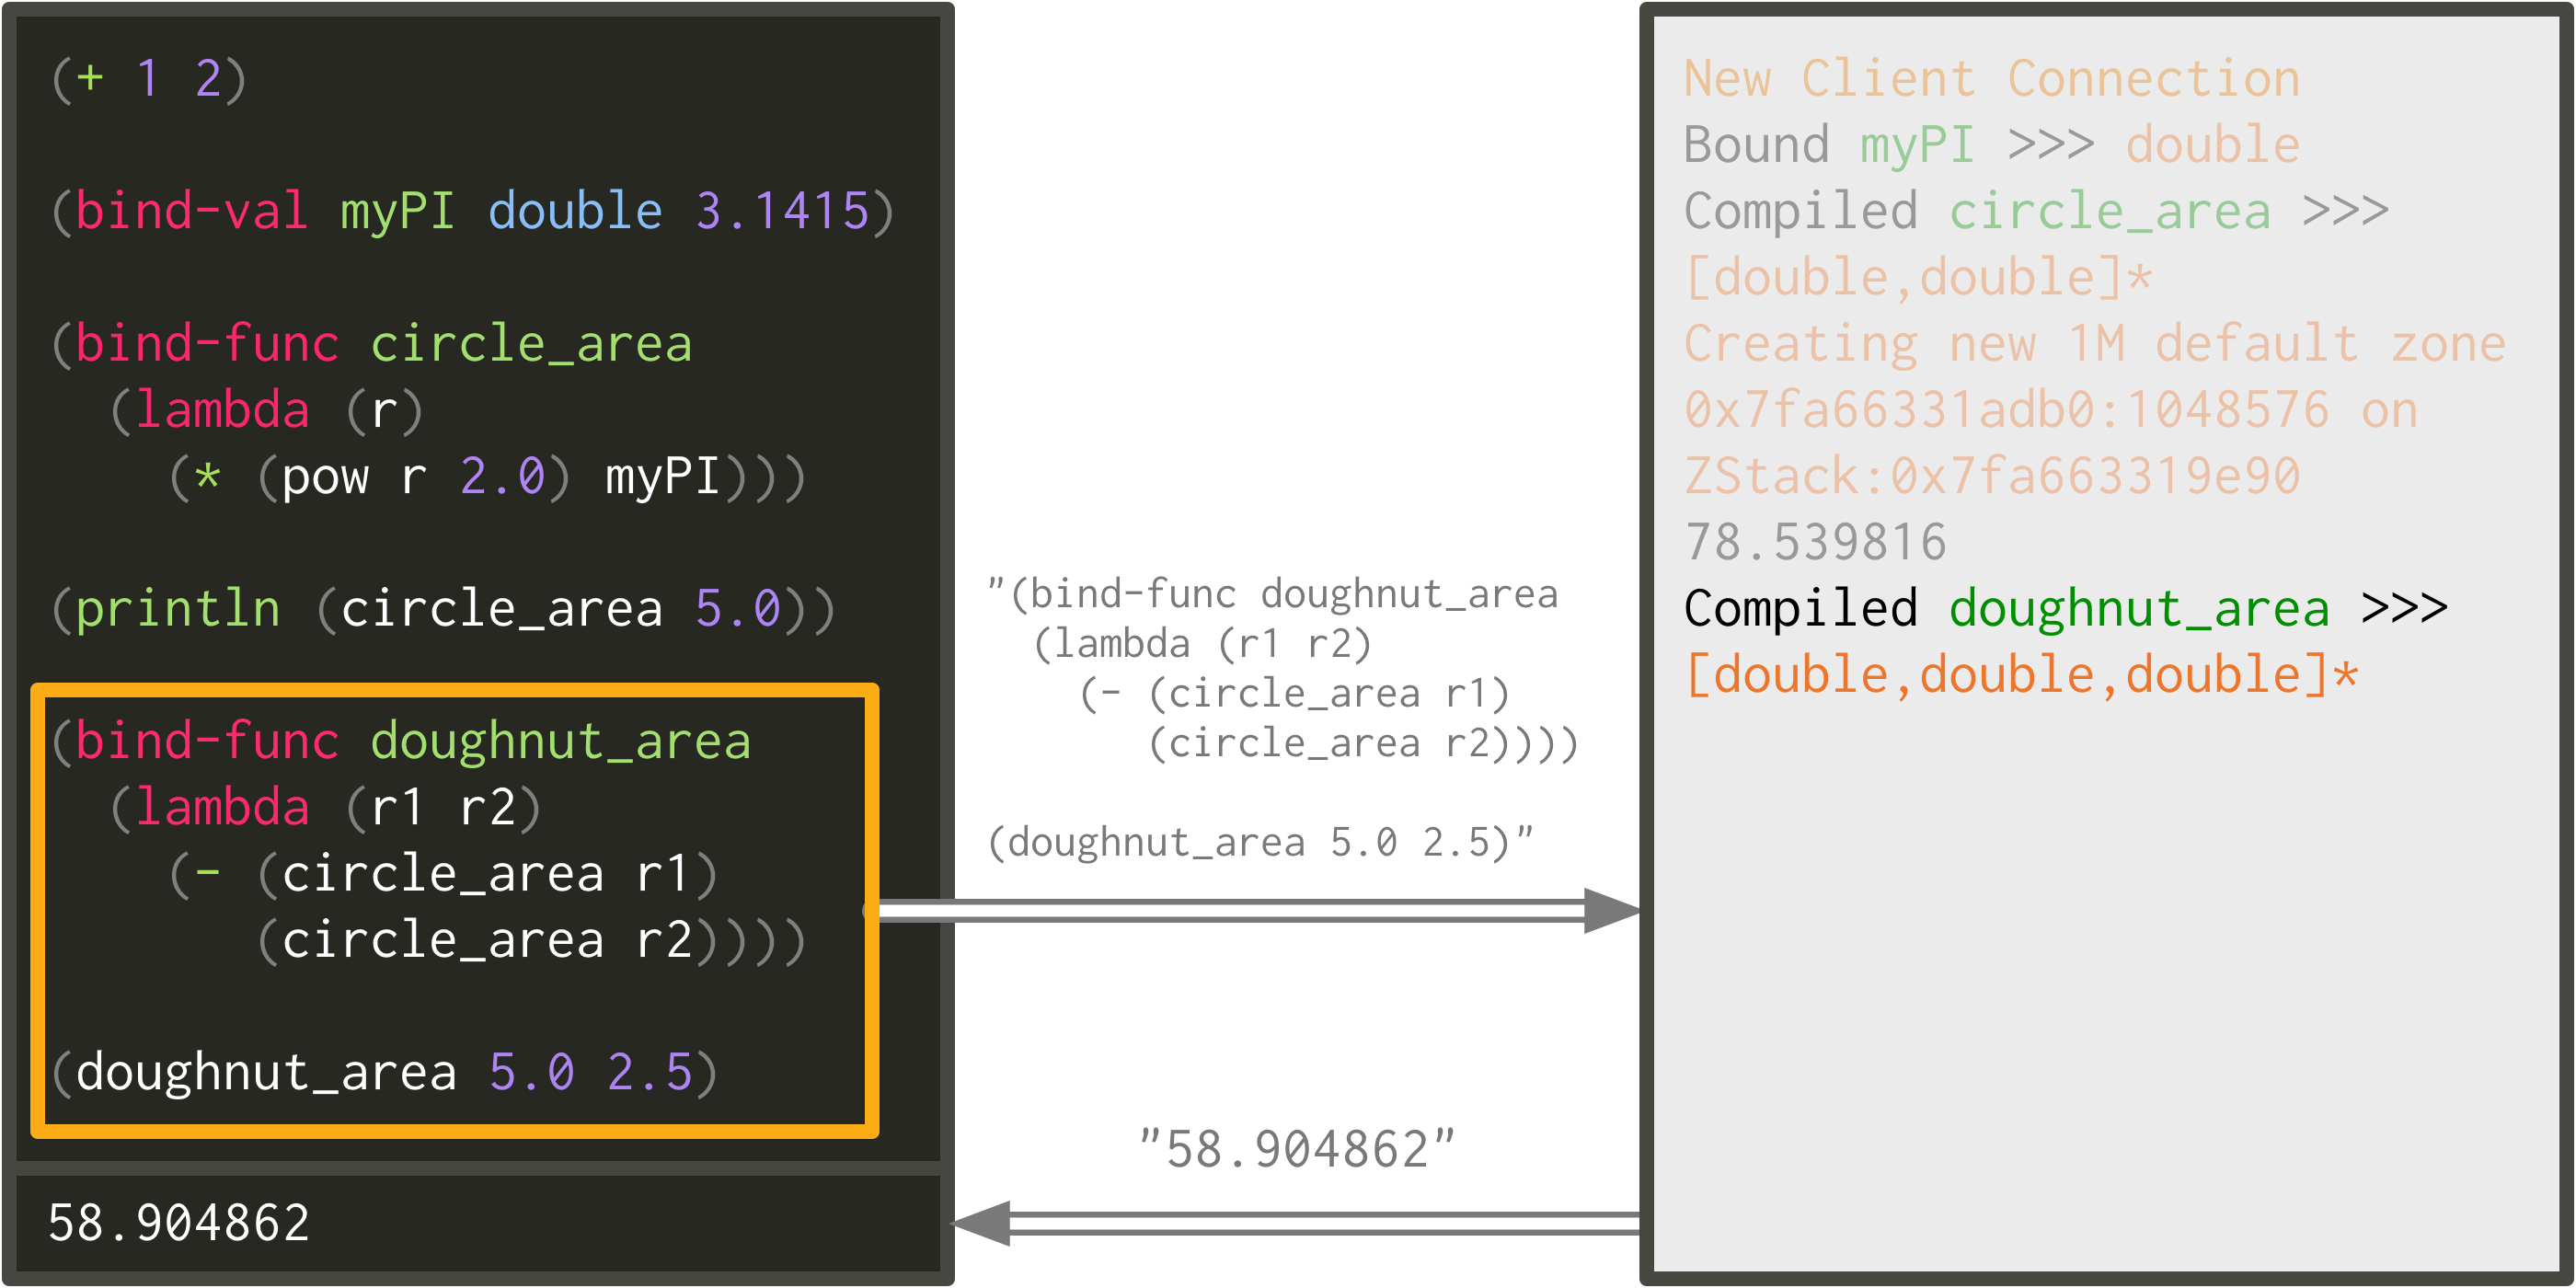 (+ 1 2)
(bind-val myPI double 3.1415)
(bind-func circle_area
(lambda (r)
(* (pow r 2.0) myPI)))
(println (circle_area 5.0))
(bind-func doughnut_area
(lambda (r1 r2)
(- (circle_area r1)
(circle_area r2))))
(doughnut_area 5.0 2.5)
58.904862
"(bind-func doughnut_area
(lambda (r1 r2)
(- (circle_area r1)
(circle_area r2))))
(doughnut_area 5.0 2.5)"
"58.904862"
New Client Connection
Bound myPI >>> double
Compiled circle_area >>>
[double,double]*
Creating new 1M default zone
0x7fa66331adb0:1048576 on
ZStack:0x7fa663319e90
78.539816
Compiled doughnut_area >>>
[double,double,double]*